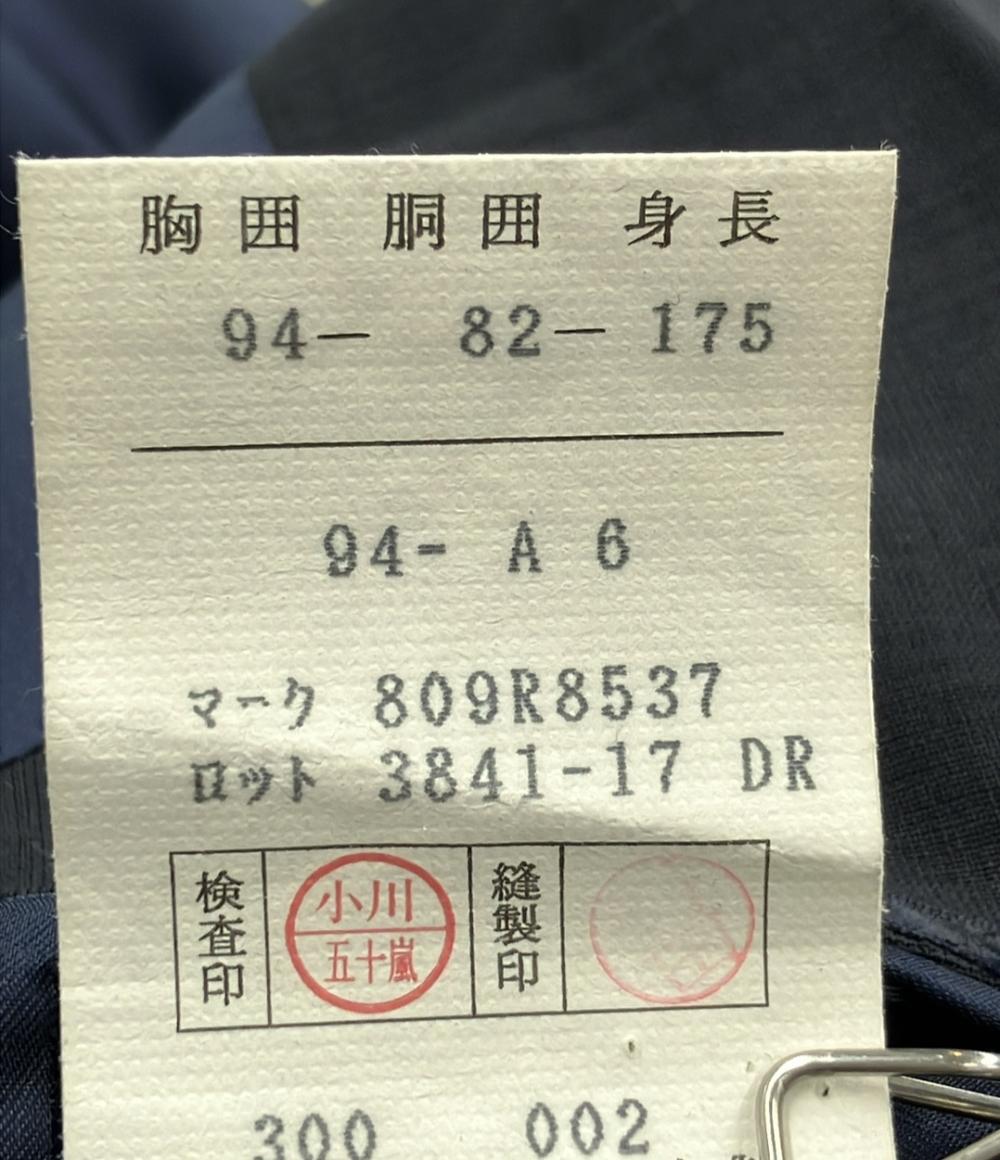 胸囲 胴囲 身長
94− 82− 175
94- A 6
マーク 809R8537
ロット 3841-17 DR
検査印 小川 五十嵐 縫製印
300 002